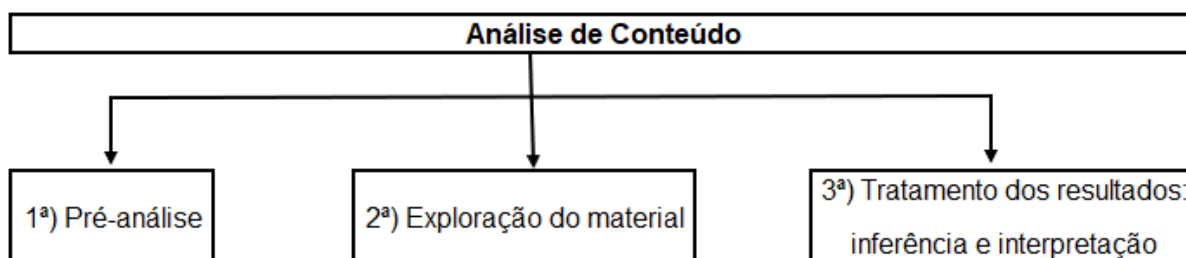 Análise de Conteúdo
1ª) Pré-análise
2ª) Exploração do material
3ª) Tratamento dos resultados:
inferência e interpretação